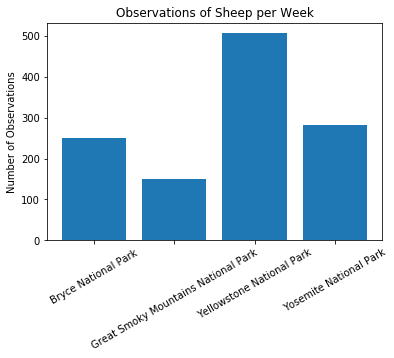 Observations of Sheep per Week
Number of Observations
500
400
300
200
100
0
Bryce National Park
Great Smoky Mountains National Park
Yellowstone National Park
Yosemite National Park